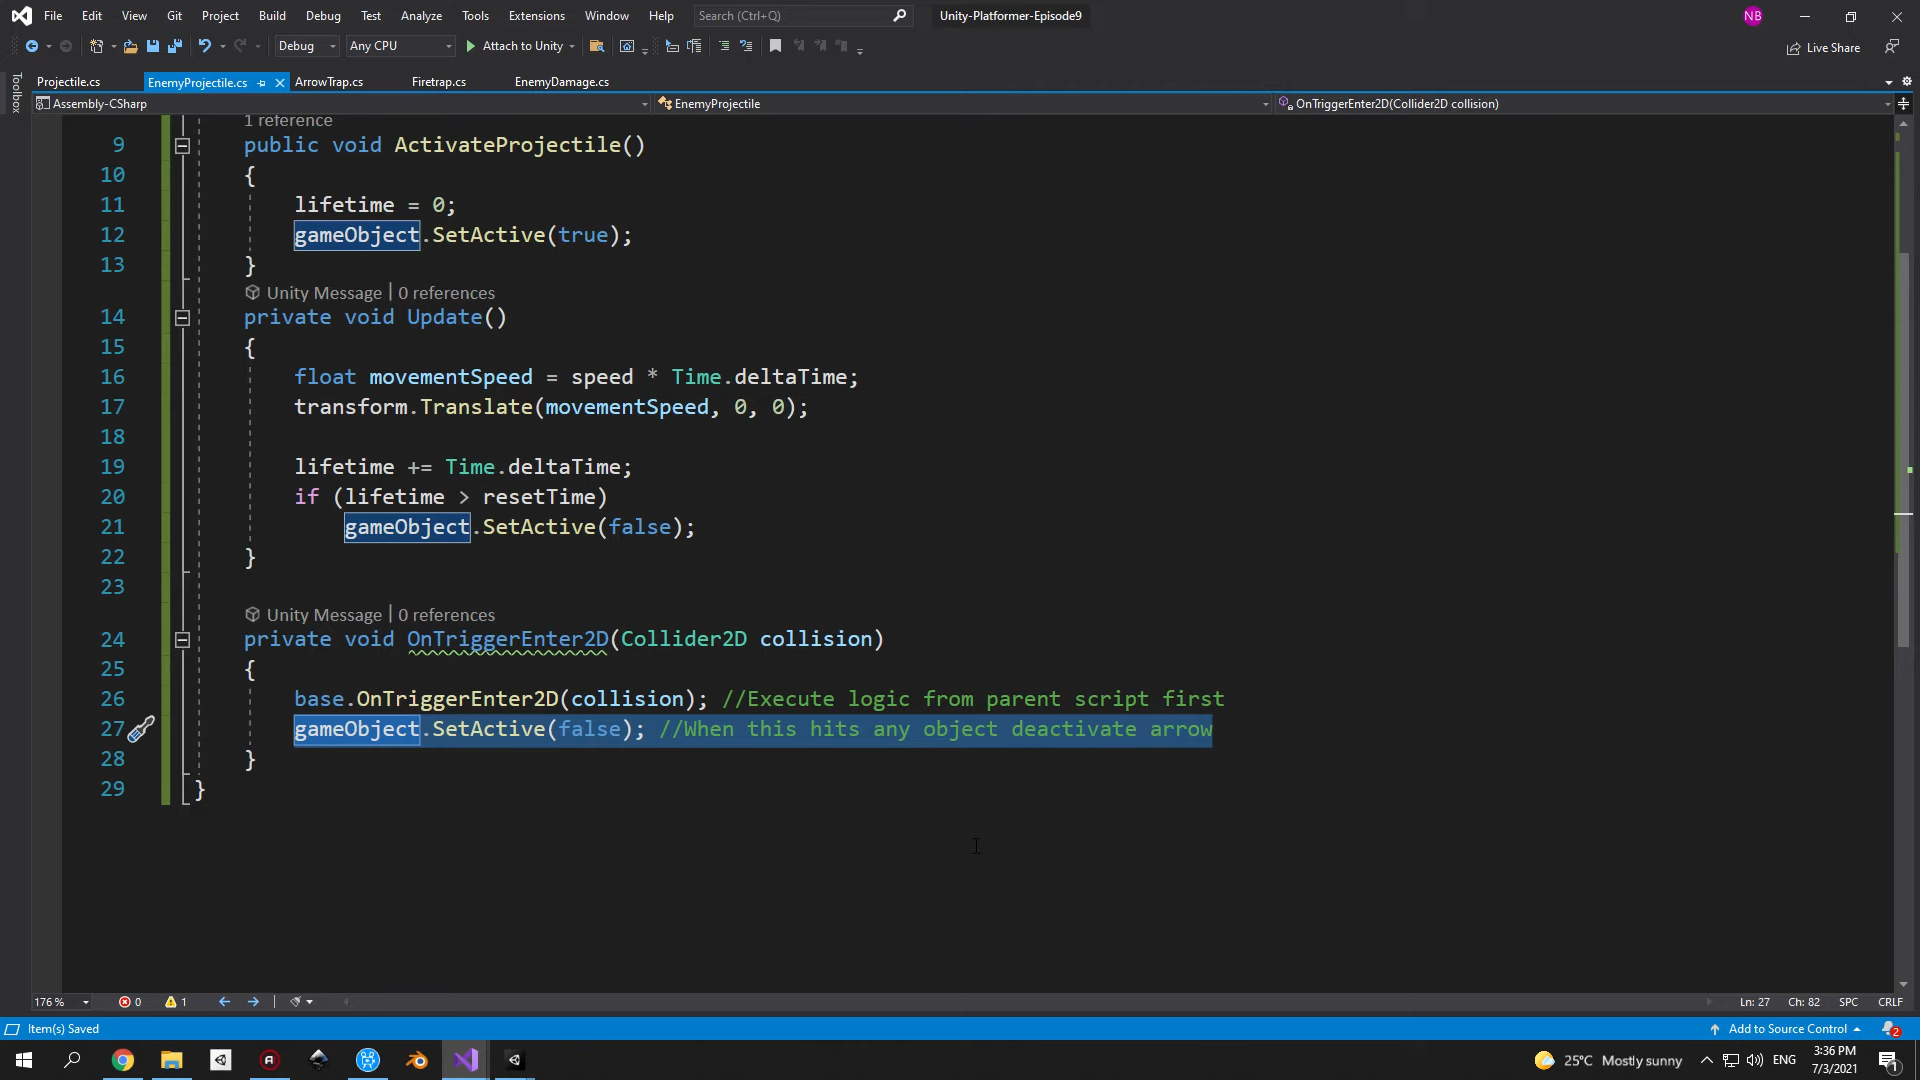 File Edit View Git Project Build Debug Test Analyze Tools Extensions Window Help Search (Ctrl+Q) Unity-Platformer-Episode9 NB
Debug Any CPU Attach to Unity Live Share
Toolbox
Projectile.cs EnemyProjectile.cs ArrowTrap.cs Firetrap.cs EnemyDamage.cs
Assembly-CSharp EnemyProjectile OnTriggerEnter2D(Collider2D collision)
1 reference
9 public void ActivateProjectile()
10 {
11 lifetime = 0;
12 gameObject.SetActive(true);
13 }
Unity Message | 0 references
14 private void Update()
15 {
16 float movementSpeed = speed * Time.deltaTime;
17 transform.Translate(movementSpeed, 0, 0);
18
19 lifetime += Time.deltaTime;
20 if (lifetime > resetTime)
21 gameObject.SetActive(false);
22 }
23
Unity Message | 0 references
24 private void OnTriggerEnter2D(Collider2D collision)
25 {
26 base.OnTriggerEnter2D(collision); //Execute logic from parent script first
27 gameObject.SetActive(false); //When this hits any object deactivate arrow
28 }
29 }
176 % 0 1 Ln: 27 Ch: 82 SPC CRLF
Item(s) Saved Add to Source Control 2
25°C Mostly sunny ENG 3:36 PM
7/3/2021 1